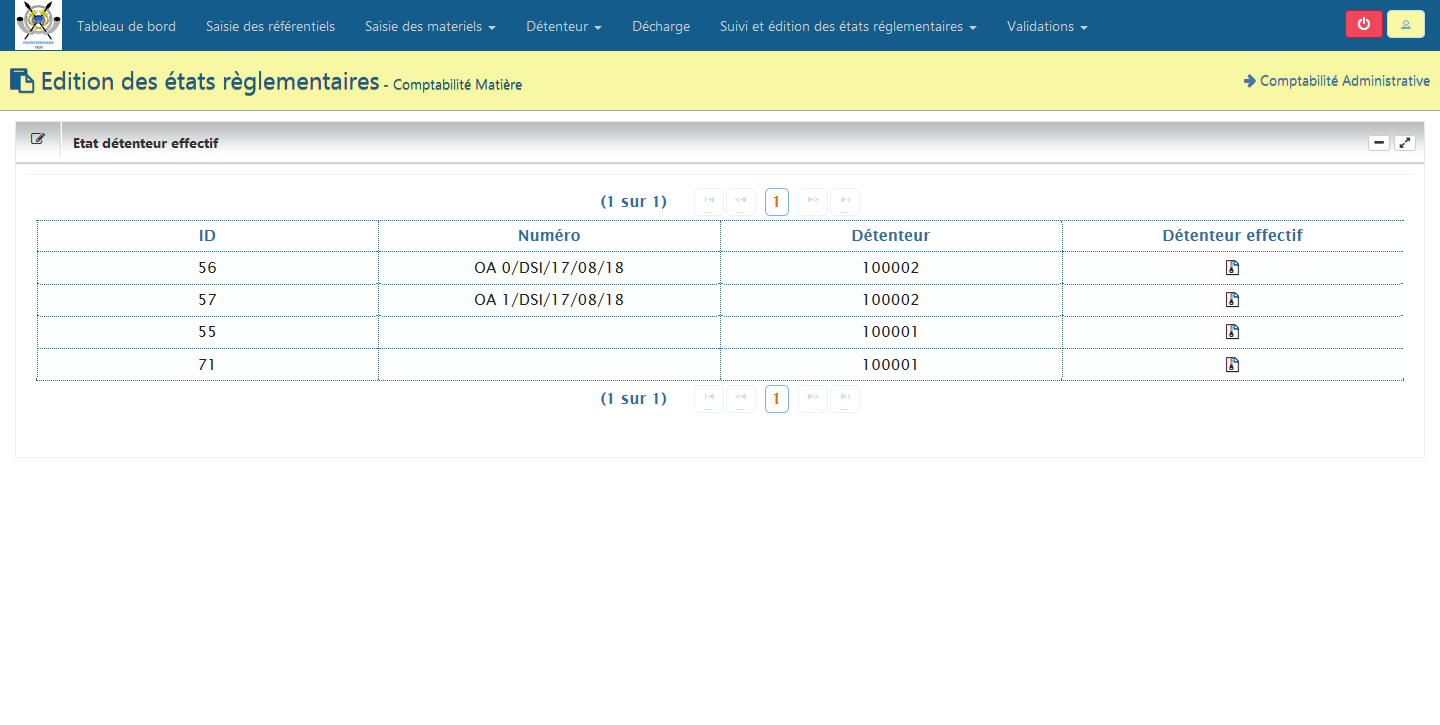 Tableau de bord Saisie des référentiels Saisie des materiels Détenteur Décharge Suivi et édition des états réglementaires Validations
Edition des états règlementaires - Comptabilité Matière Comptabilité Administrative
Etat détenteur effectif
(1 sur 1) 1
ID Numéro Détenteur Détenteur effectif
56 OA 0/DSI/17/08/18 100002
57 OA 1/DSI/17/08/18 100002
55 100001
71 100001
(1 sur 1) 1